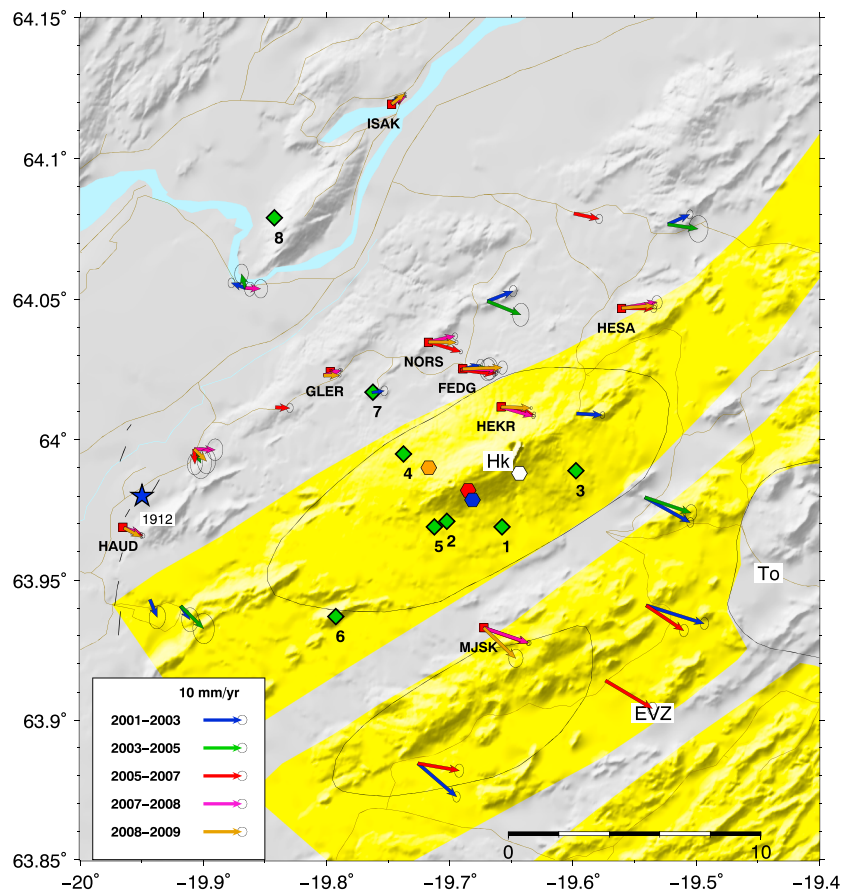 64.15°
64.1°
64.05°
64°
63.95°
63.9°
63.85°
ISAK
8
HESA
NORS
GLER
FEDG
7
HEKR
4
Hk
3
1912
HAUD
5
2
1
To
6
MJSK
EVZ
10 mm/yr
2001−2003
2003−2005
2005−2007
2007−2008
2008−2009
0 10
−20 −19.9 −19.8 −19.7 −19.6 −19.5 −19.4